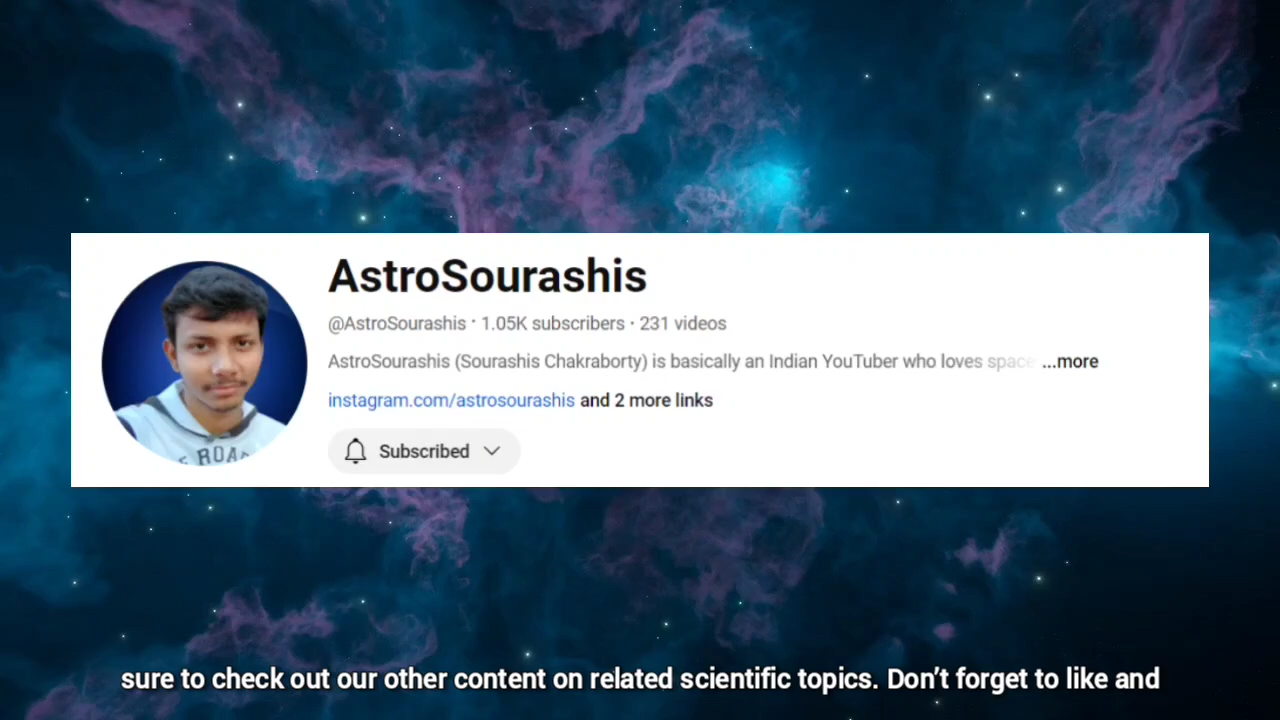 AstroSourashis
@AstroSourashis · 1.05K subscribers · 231 videos
AstroSourashis (Sourashis Chakraborty) is basically an Indian YouTuber who loves space ...more
instagram.com/astrosourashis and 2 more links
Subscribed
sure to check out our other content on related scientific topics. Don’t forget to like and